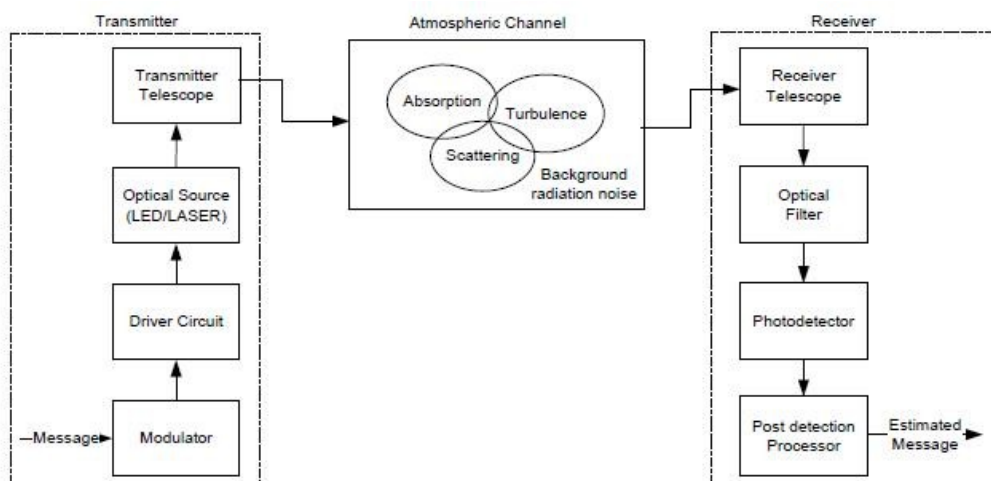 Transmitter
Transmitter
Telescope
Optical Source
(LED/LASER)
Driver Circuit
Message
Modulator
Atmospheric Channel
Absorption
Turbulence
Scattering
Background
radiation noise
Receiver
Receiver
Telescope
Optical
Filter
Photodetector
Post detection
Processor
Estimated
Message